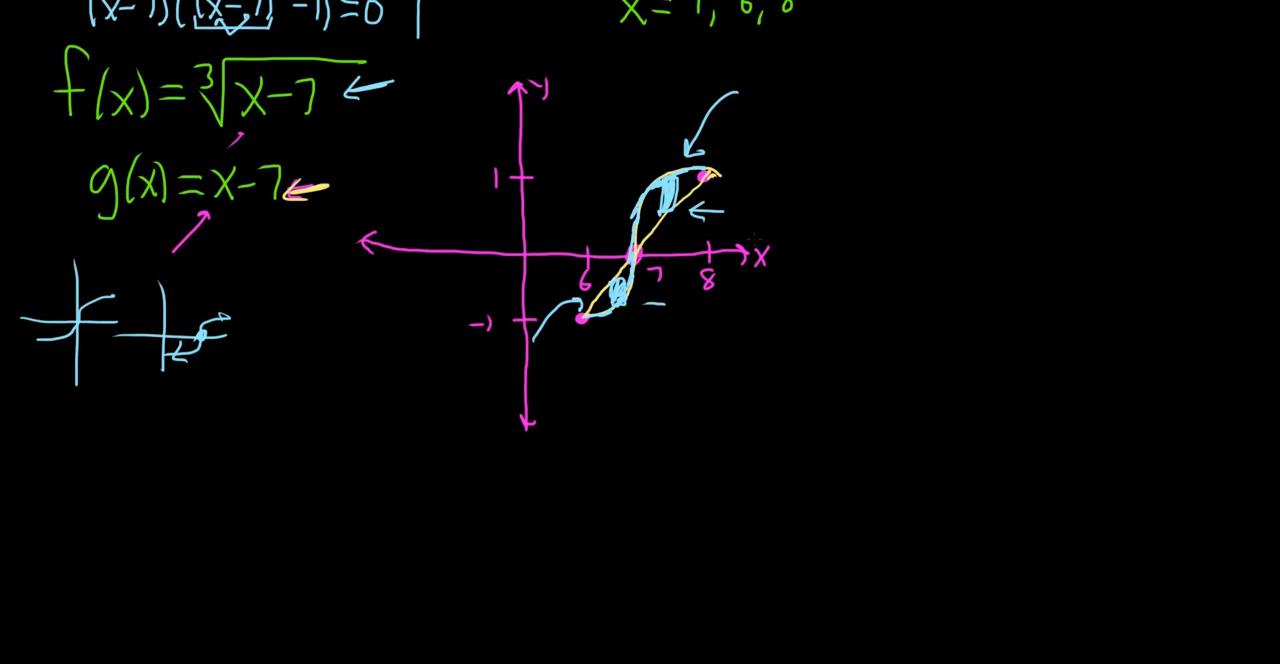 f(x) = ∛x-7
g(x) = x-7
y
1
6
7
8
x
-1